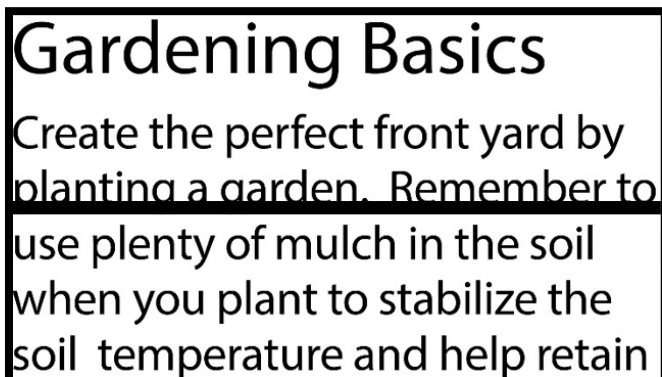 Gardening Basics
Create the perfect front yard by
planting a garden.  Remember to
use plenty of mulch in the soil
when you plant to stabilize the
soil  temperature and help retain